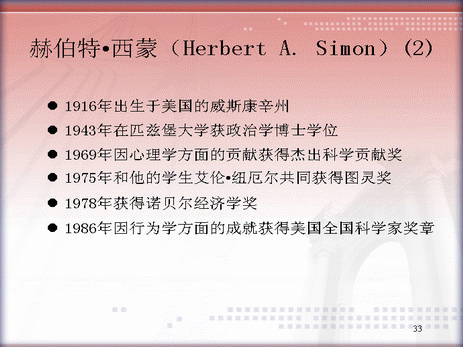 赫伯特•西蒙（Herbert A. Simon）(2)
● 1916年出生于美国的威斯康辛州
● 1943年在匹兹堡大学获政治学博士学位
● 1969年因心理学方面的贡献获得杰出科学贡献奖
● 1975年和他的学生艾伦•纽厄尔共同获得图灵奖
● 1978年获得诺贝尔经济学奖
● 1986年因行为学方面的成就获得美国全国科学家奖章
33